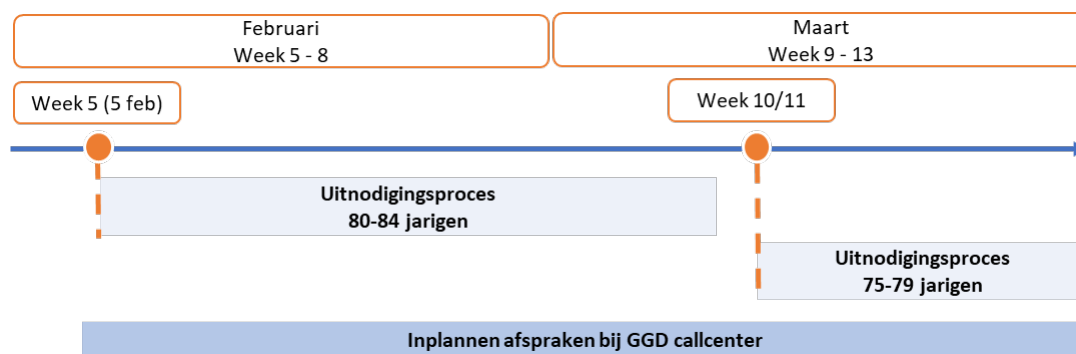 Februari
Week 5 - 8
Maart
Week 9 - 13
Week 5 (5 feb)
Week 10/11
Uitnodigingsproces
80-84 jarigen
Uitnodigingsproces
75-79 jarigen
Inplannen afspraken bij GGD callcenter